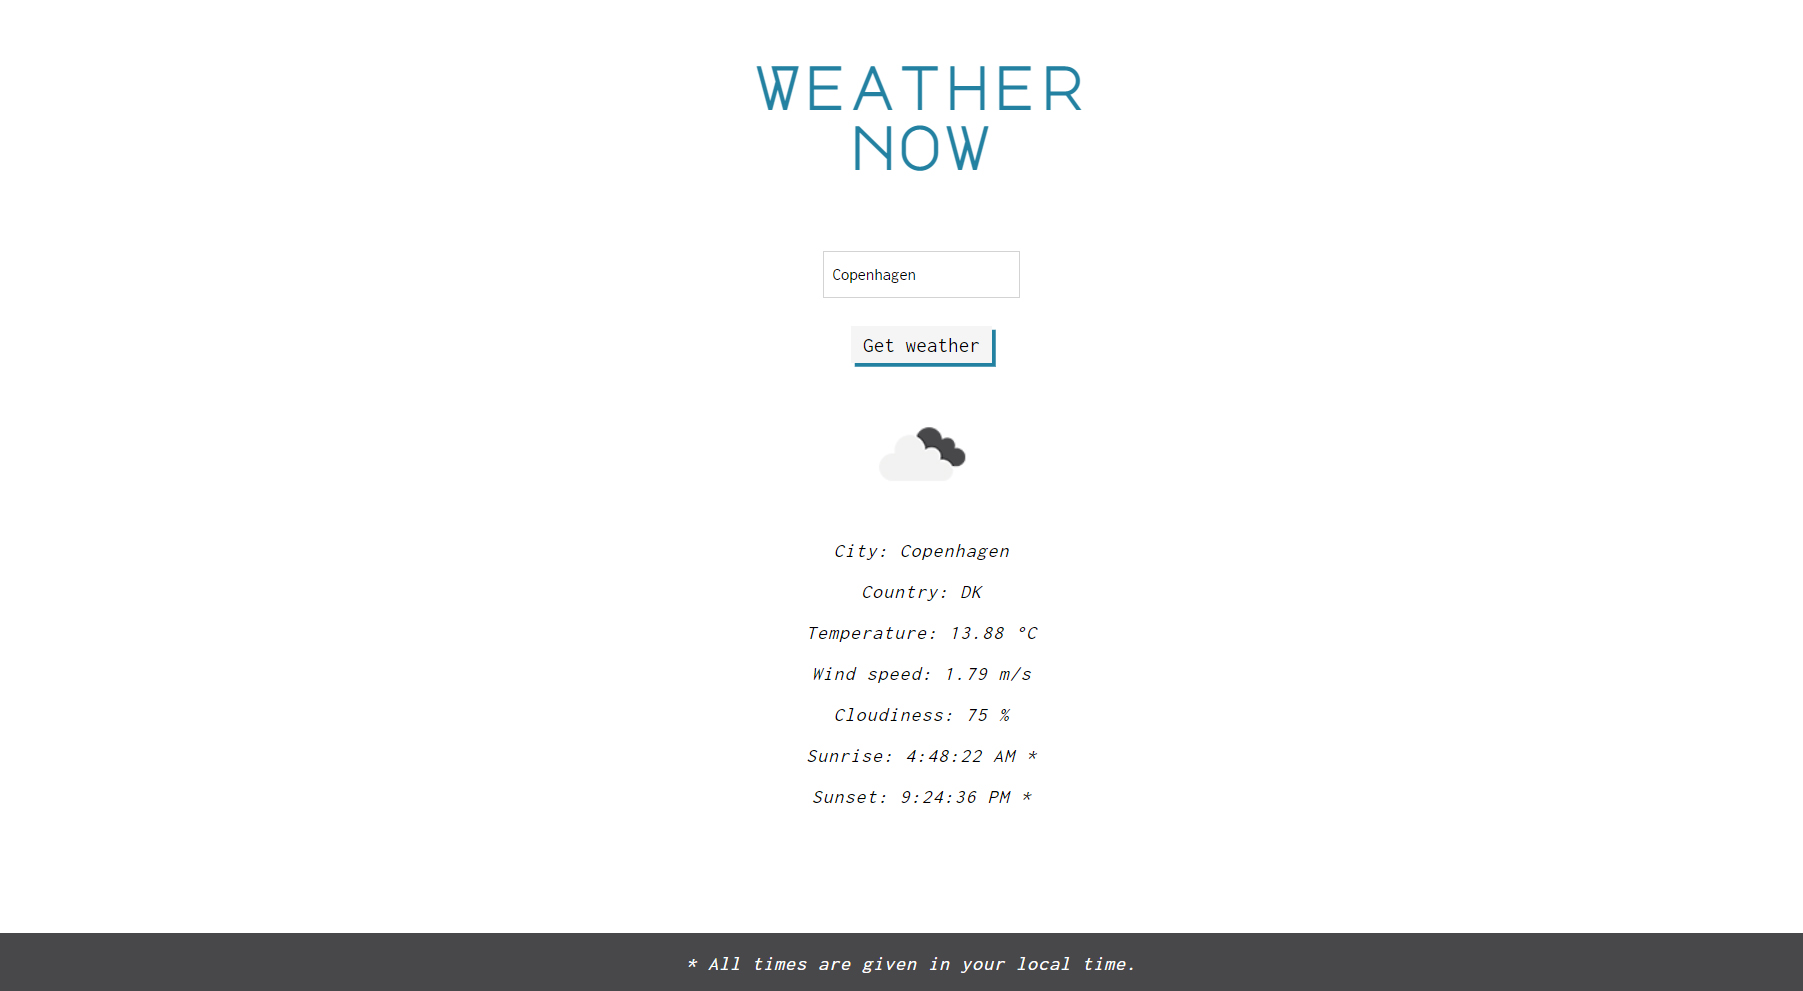 WEATHER
NOW
Copenhagen
Get weather
City: Copenhagen
Country: DK
Temperature: 13.88 °C
Wind speed: 1.79 m/s
Cloudiness: 75 %
Sunrise: 4:48:22 AM *
Sunset: 9:24:36 PM *
* All times are given in your local time.